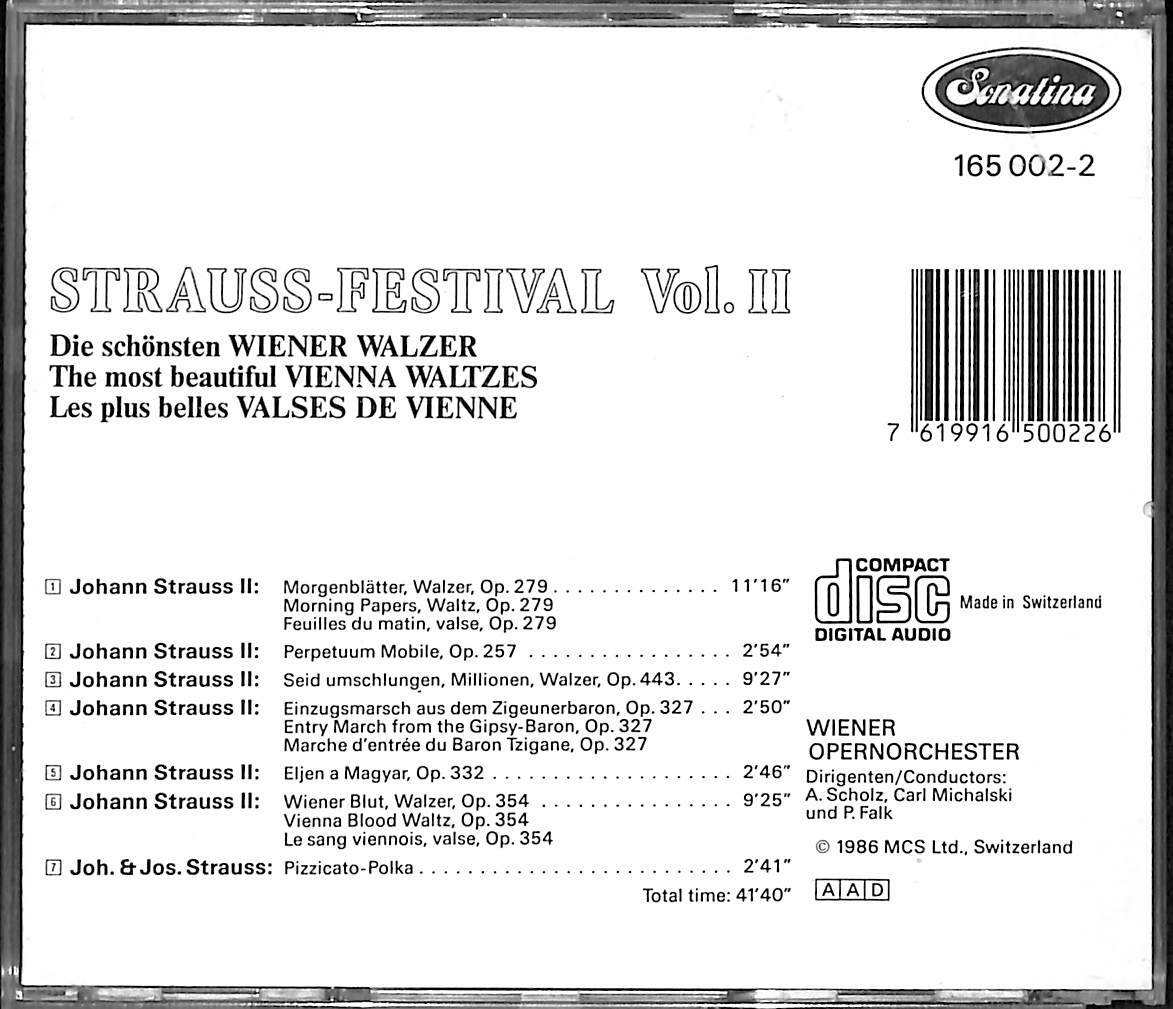 Sonatina
165 002-2
STRAUSS-FESTIVAL Vol. II
Die schönsten WIENER WALZER
The most beautiful VIENNA WALTZES
Les plus belles VALSES DE VIENNE
7 619916 500226
1 Johann Strauss II: Morgenblätter, Walzer, Op. 279 . . . . . . . . . . . . . . 11'16"
Morning Papers, Waltz, Op. 279
Feuilles du matin, valse, Op. 279
2 Johann Strauss II: Perpetuum Mobile, Op. 257 . . . . . . . . . . . . . . . . . 2'54"
3 Johann Strauss II: Seid umschlungen, Millionen, Walzer, Op. 443. . . . . 9'27"
4 Johann Strauss II: Einzugsmarsch aus dem Zigeunerbaron, Op. 327 . . . 2'50"
Entry March from the Gipsy-Baron, Op. 327
Marche d'entrée du Baron Tzigane, Op. 327
5 Johann Strauss II: Eljen a Magyar, Op. 332 . . . . . . . . . . . . . . . . . . . . 2'46"
6 Johann Strauss II: Wiener Blut, Walzer, Op. 354 . . . . . . . . . . . . . . . . 9'25"
Vienna Blood Waltz, Op. 354
Le sang viennois, valse, Op. 354
7 Joh. & Jos. Strauss: Pizzicato-Polka . . . . . . . . . . . . . . . . . . . . . . . . . . 2'41"
Total time: 41'40"
COMPACT
disc
DIGITAL AUDIO
Made in Switzerland
WIENER
OPERNORCHESTER
Dirigenten/Conductors:
A. Scholz, Carl Michalski
und P. Falk
© 1986 MCS Ltd., Switzerland
A A D